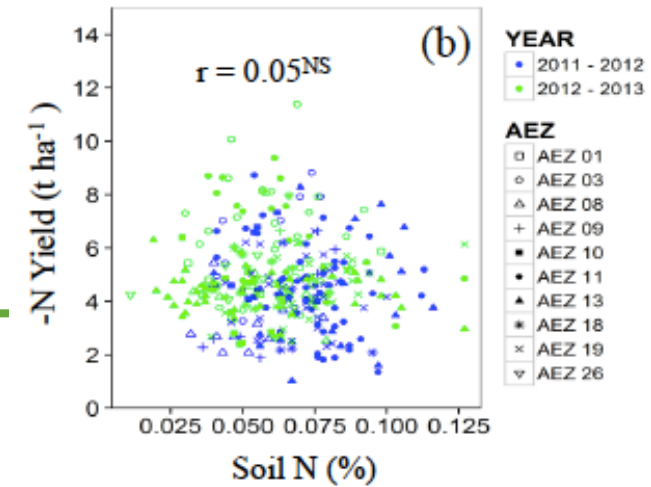 (b)
r = 0.05^NS
-N Yield (t ha^-1)
14
12
10
8
6
4
2
0
0.025 0.050 0.075 0.100 0.125
Soil N (%)
YEAR
2011 - 2012
2012 - 2013
AEZ
AEZ 01
AEZ 03
AEZ 08
AEZ 09
AEZ 10
AEZ 11
AEZ 13
AEZ 18
AEZ 19
AEZ 26